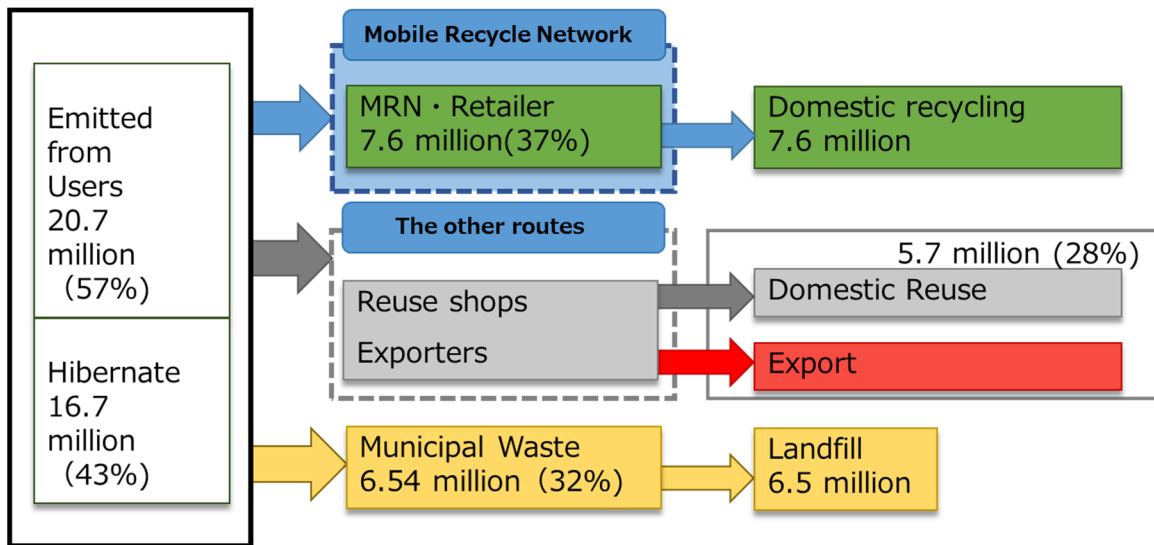 Emitted
from
Users
20.7
million
（57%)
Hibernate
16.7
million
(43%)
Mobile Recycle Network
MRN・Retailer
7.6 million(37%)
Domestic recycling
7.6 million
The other routes
Reuse shops
Exporters
5.7 million (28%)
Domestic Reuse
Export
Municipal Waste
6.54 million（32%)
Landfill
6.5 million